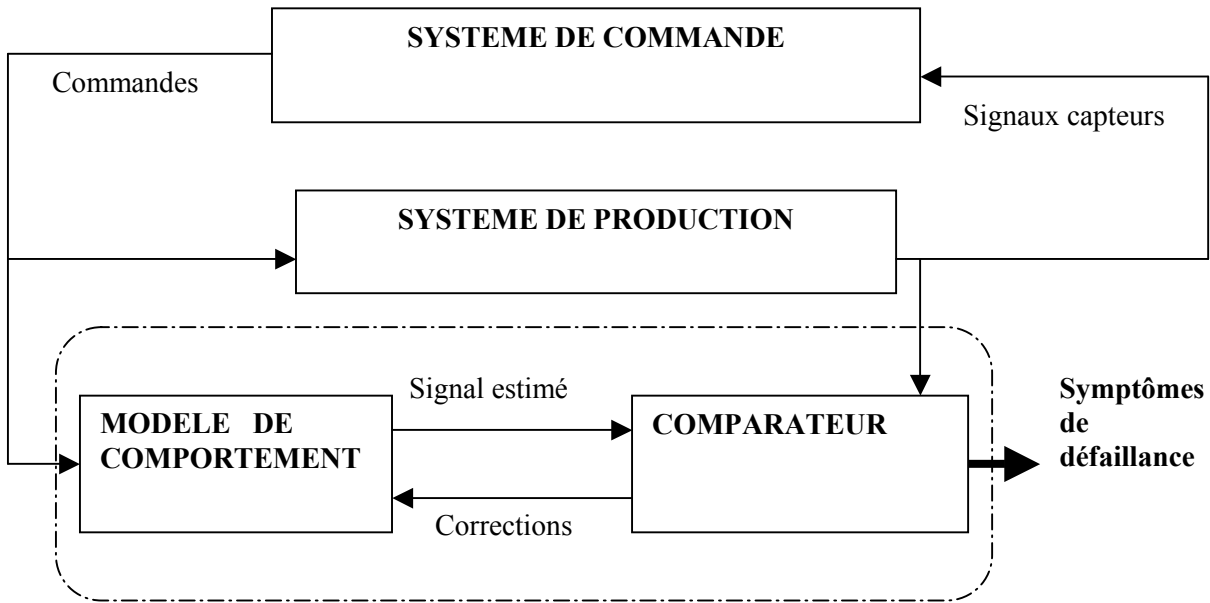 SYSTEME DE COMMANDE
Commandes
Signaux capteurs
SYSTEME DE PRODUCTION
Signal estimé
MODELE DE
COMPORTEMENT
COMPARATEUR
Corrections
Symptômes
de
défaillance